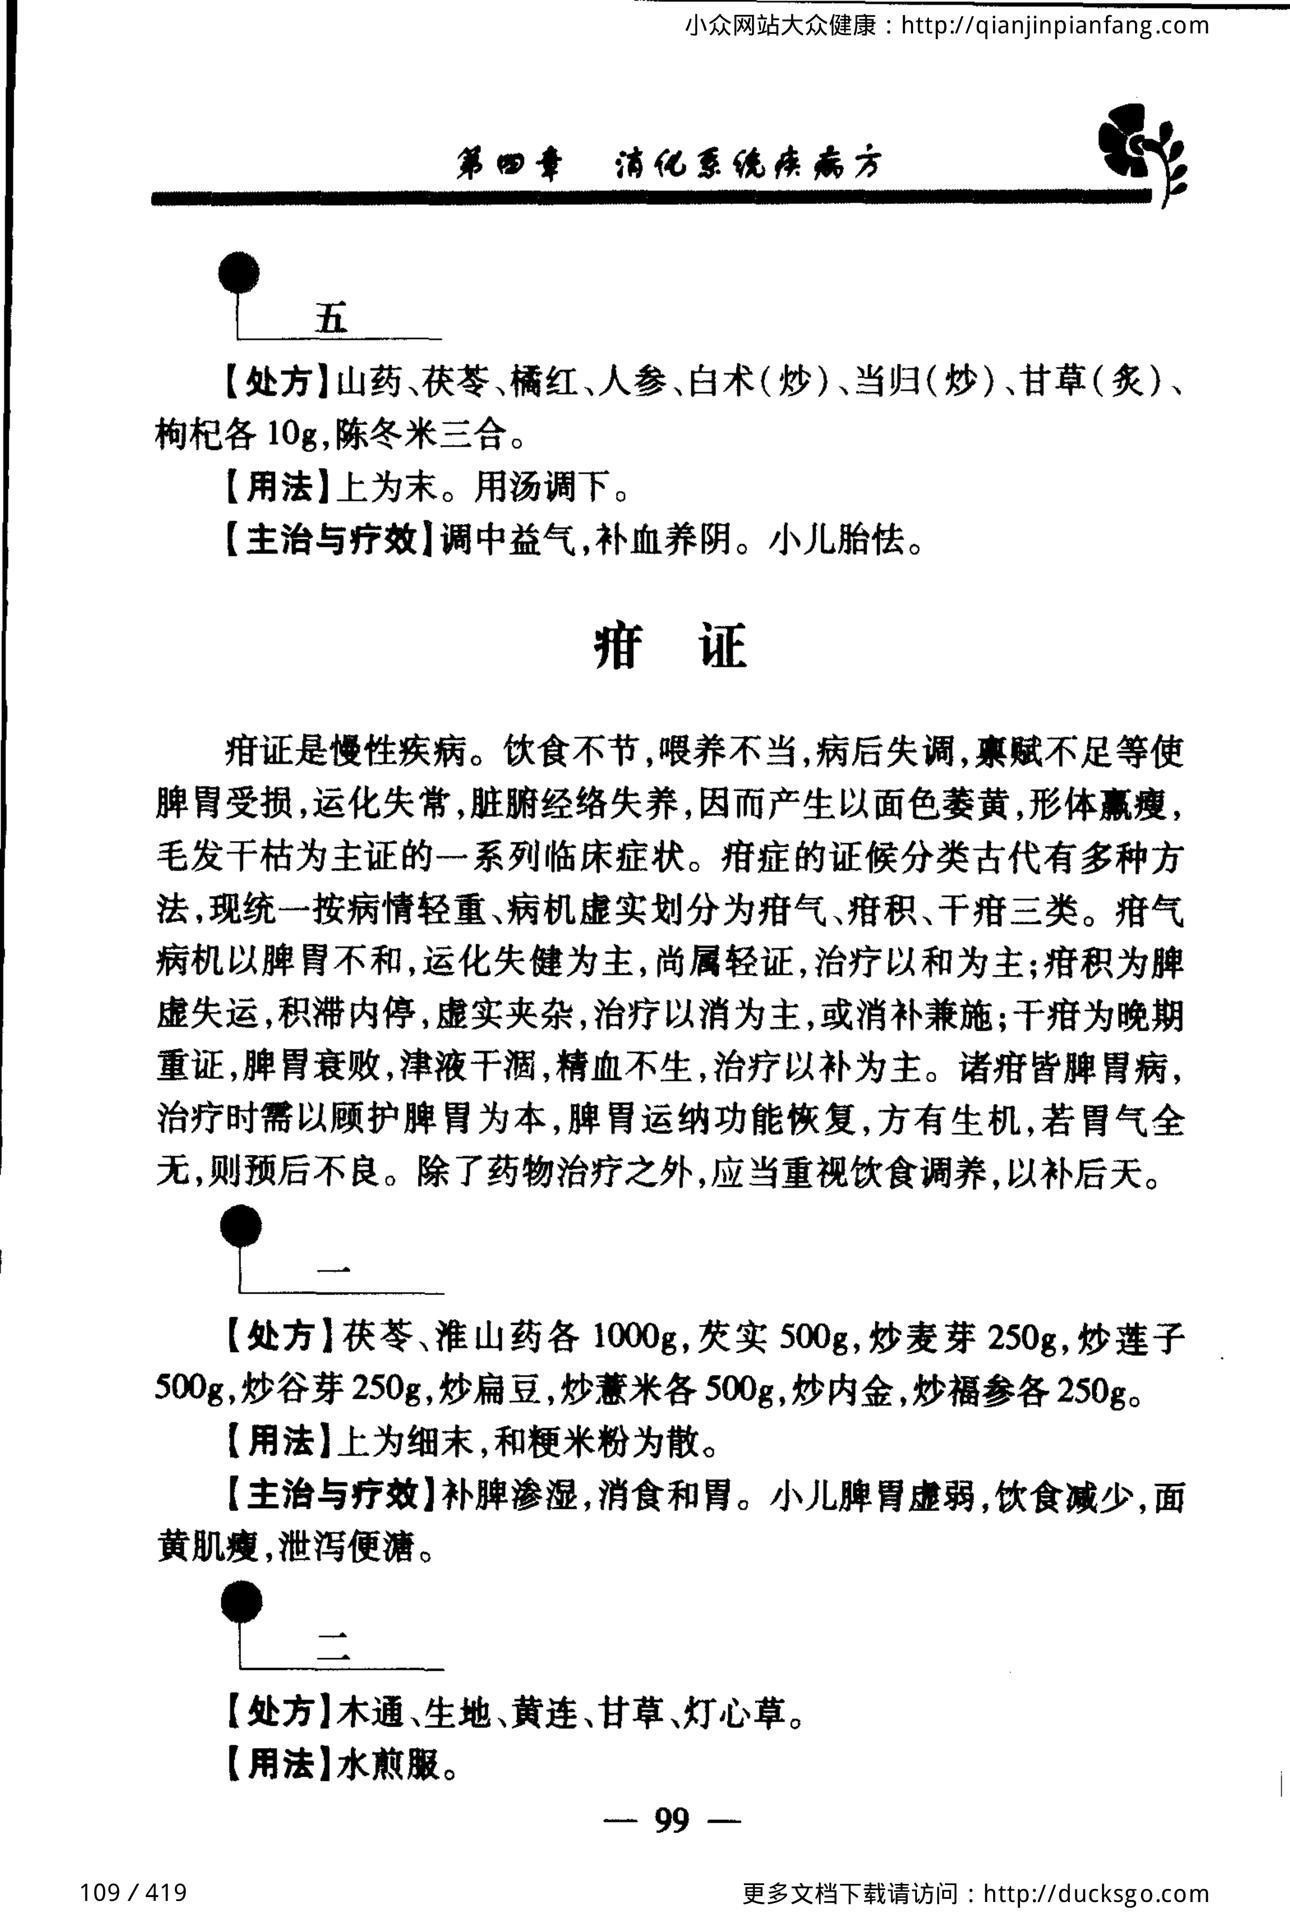 小众网站大众健康：http://qianjinpianfang.com
第四章 消化系统疾病方
五
【处方】山药、茯苓、橘红、人参、白术(炒)、当归(炒)、甘草(炙)、
枸杞各10g,陈冬米三合。
【用法】上为末。用汤调下。
【主治与疗效】调中益气,补血养阴。小儿胎怯。
疳 证
疳证是慢性疾病。饮食不节,喂养不当,病后失调,禀赋不足等使
脾胃受损,运化失常,脏腑经络失养,因而产生以面色萎黄,形体羸瘦,
毛发干枯为主证的一系列临床症状。疳症的证候分类古代有多种方
法,现统一按病情轻重、病机虚实划分为疳气、疳积、干疳三类。疳气
病机以脾胃不和,运化失健为主,尚属轻证,治疗以和为主;疳积为脾
虚失运,积滞内停,虚实夹杂,治疗以消为主,或消补兼施;干疳为晚期
重证,脾胃衰败,津液干涸,精血不生,治疗以补为主。诸疳皆脾胃病,
治疗时需以顾护脾胃为本,脾胃运纳功能恢复,方有生机,若胃气全
无,则预后不良。除了药物治疗之外,应当重视饮食调养,以补后天。
一
【处方】茯苓、淮山药各1000g,芡实500g,炒麦芽250g,炒莲子
500g,炒谷芽250g,炒扁豆,炒薏米各500g,炒内金,炒福参各250g。
【用法】上为细末,和粳米粉为散。
【主治与疗效】补脾渗湿,消食和胃。小儿脾胃虚弱,饮食减少,面
黄肌瘦,泄泻便溏。
二
【处方】木通、生地、黄连、甘草、灯心草。
【用法】水煎服。
— 99 —
109 / 419
更多文档下载请访问：http://ducksgo.com